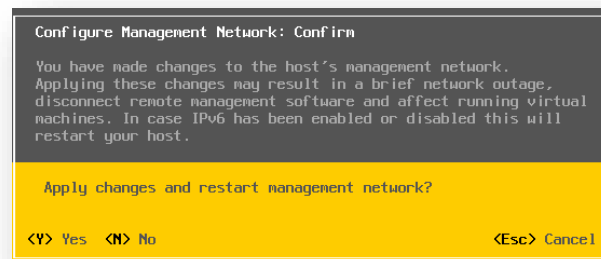 Configure Management Network: Confirm
You have made changes to the host's management network.
Applying these changes may result in a brief network outage,
disconnect remote management software and affect running virtual
machines. In case IPv6 has been enabled or disabled this will
restart your host.
Apply changes and restart management network?
<Y> Yes <N> No <Esc> Cancel